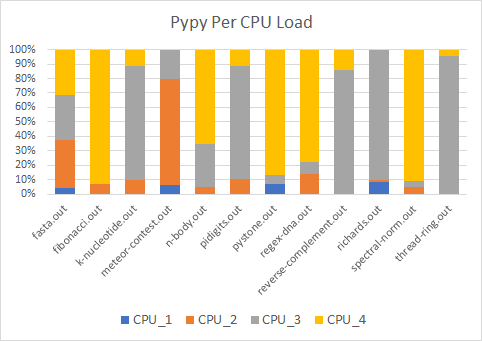 Pypy Per CPU Load
100%
90%
80%
70%
60%
50%
40%
30%
20%
10%
0%
fasta.out
fibonacci.out
k-nucleotide.out
meteor-contest.out
n-body.out
pidigits.out
pystone.out
regex-dna.out
reverse-complement.out
richards.out
spectral-norm.out
thread-ring.out
CPU_1 CPU_2 CPU_3 CPU_4